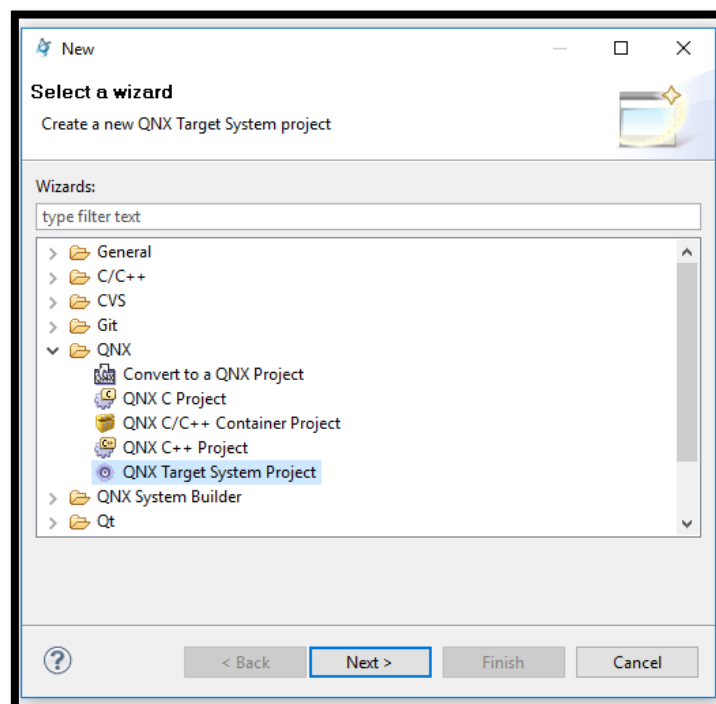 New
Select a wizard
Create a new QNX Target System project
Wizards:
type filter text
General
C/C++
CVS
Git
QNX
Convert to a QNX Project
QNX C Project
QNX C/C++ Container Project
QNX C++ Project
QNX Target System Project
QNX System Builder
Qt
? < Back Next > Finish Cancel